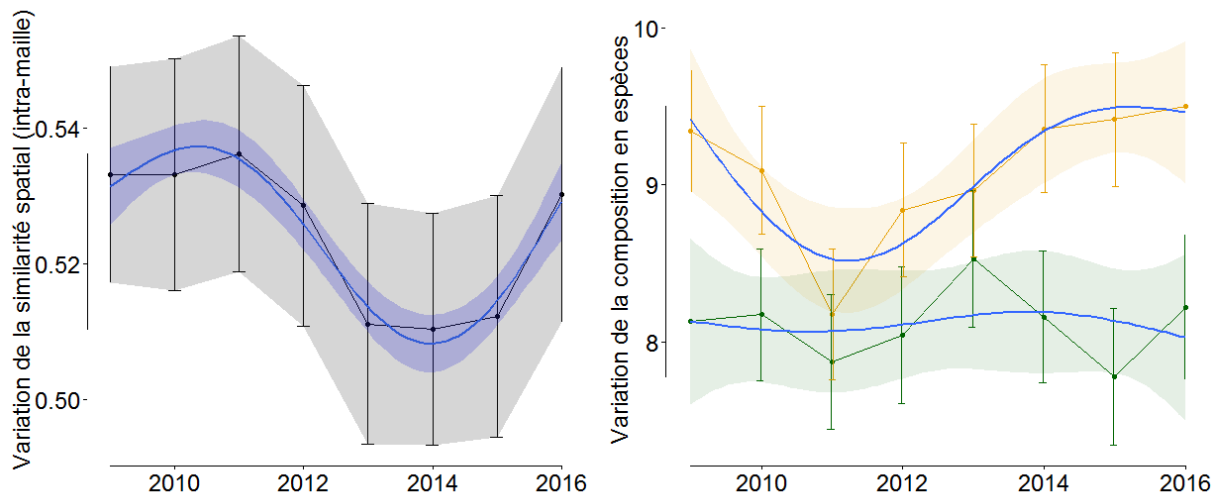 Variation de la similarité spatial (intra-maille)
0.54
0.52
0.50
2010 2012 2014 2016
Variation de la composition en espèces
10
9
8
2010 2012 2014 2016